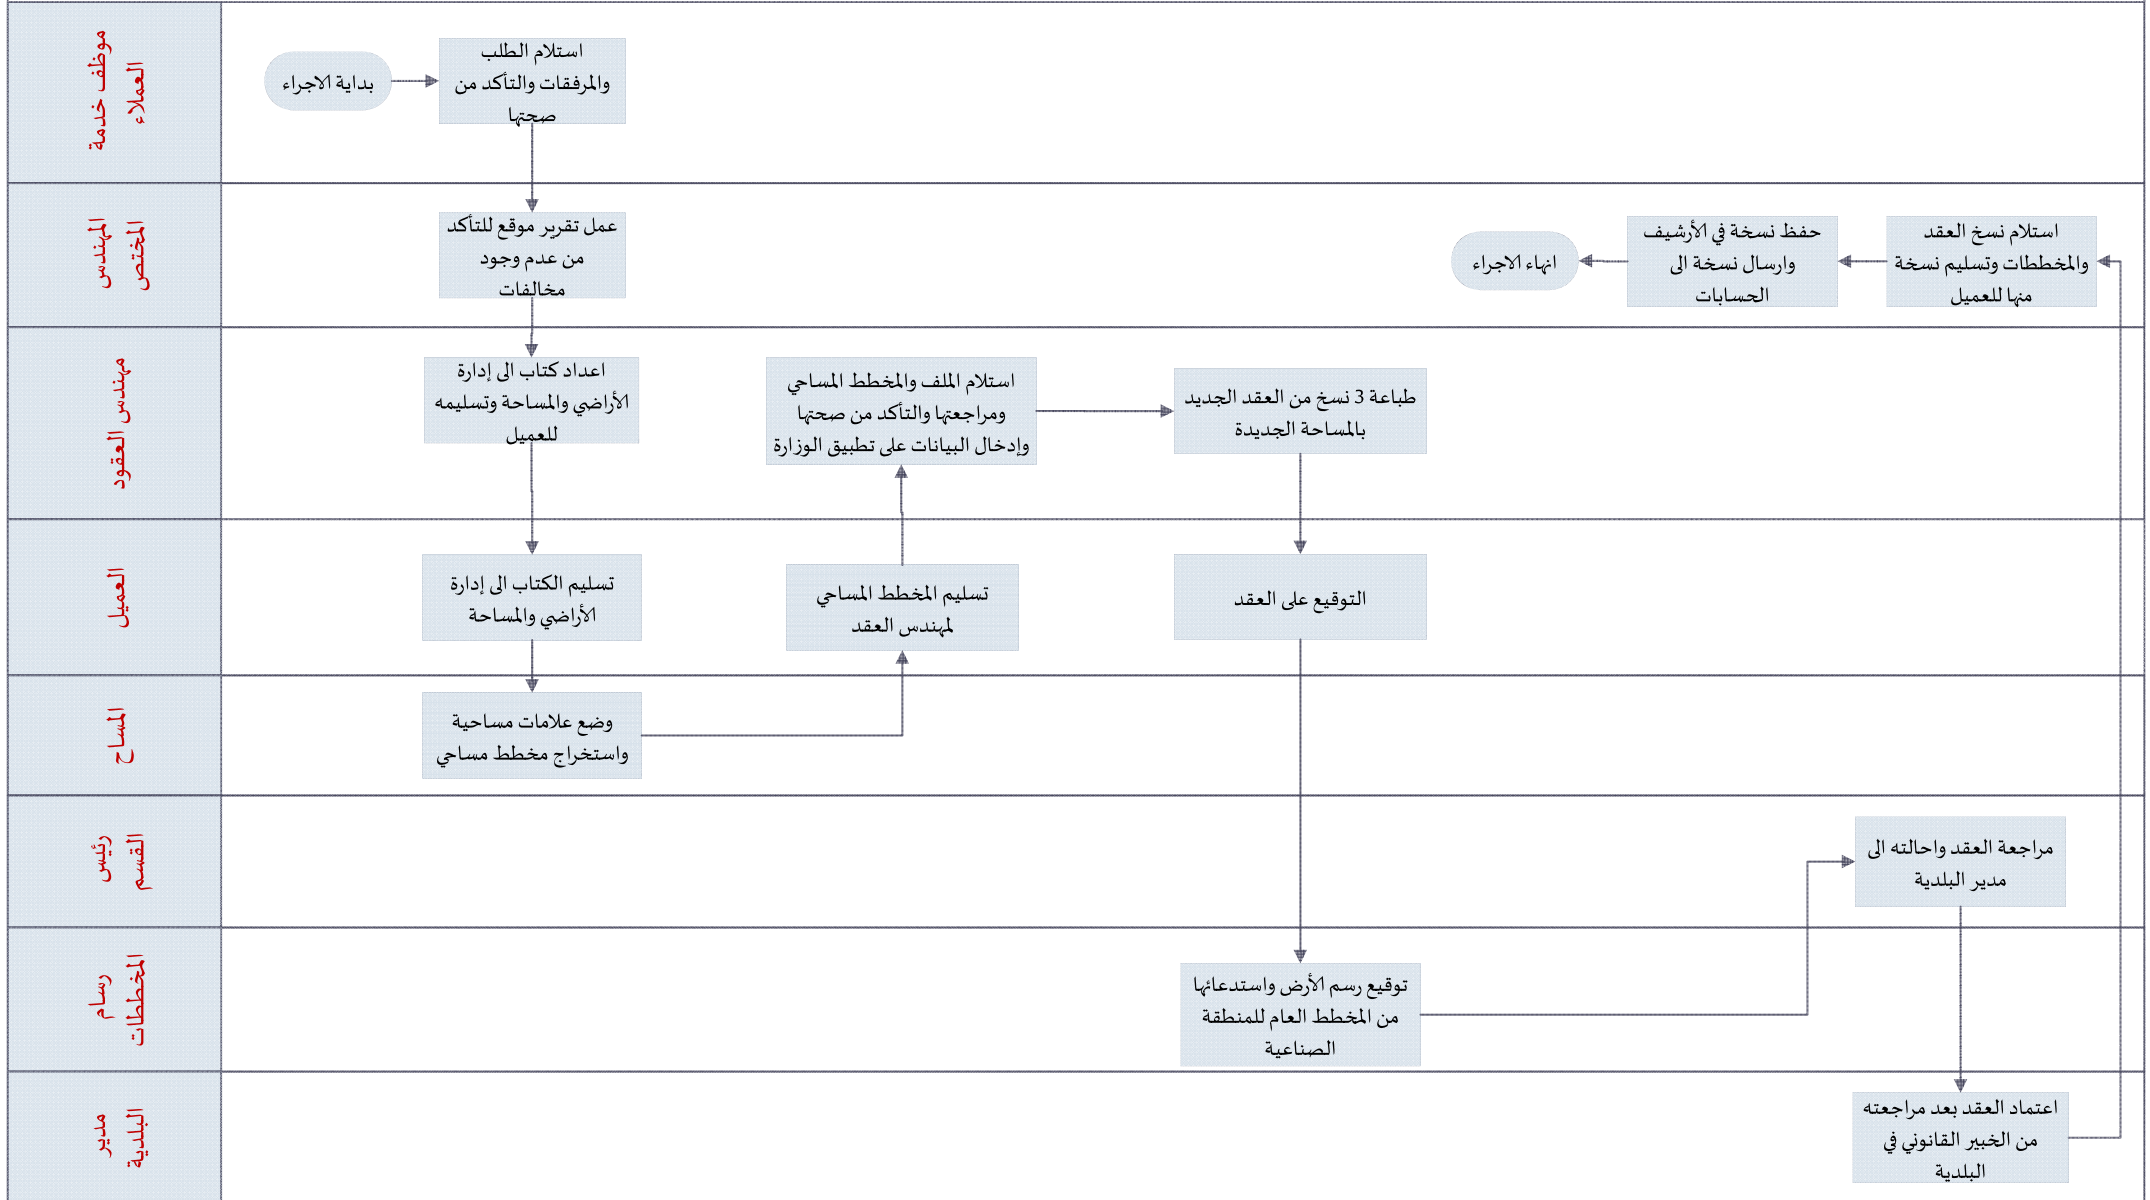 موظف خدمة
العملاء
بداية الاجراء
استلام الطلب
والمرفقات والتأكد من
صحتها
المهندس
المختص
عمل تقرير موقع للتأكد
من عدم وجود
مخالفات
استلام نسخ العقد
والمخططات وتسليم نسخة
منها للعميل
حفظ نسخة في الأرشيف
وارسال نسخة الى
الحسابات
انهاء الاجراء
مهندس العقود
اعداد كتاب الى إدارة
الأراضي والمساحة وتسليمه
للعميل
استلام الملف والمخطط المساحي
ومراجعتها والتأكد من صحتها
وإدخال البيانات على تطبيق الوزارة
طباعة 3 نسخ من العقد الجديد
بالمساحة الجديدة
العميل
تسليم الكتاب الى إدارة
الأراضي والمساحة
تسليم المخطط المساحي
لمهندس العقد
التوقيع على العقد
المساح
وضع علامات مساحية
واستخراج مخطط مساحي
رئيس
القسم
مراجعة العقد واحالته الى
مدير البلدية
رسام
المخططات
توقيع رسم الأرض واستدعائها
من المخطط العام للمنطقة
الصناعية
مدير
البلدية
اعتماد العقد بعد مراجعته
من الخبير القانوني في
البلدية